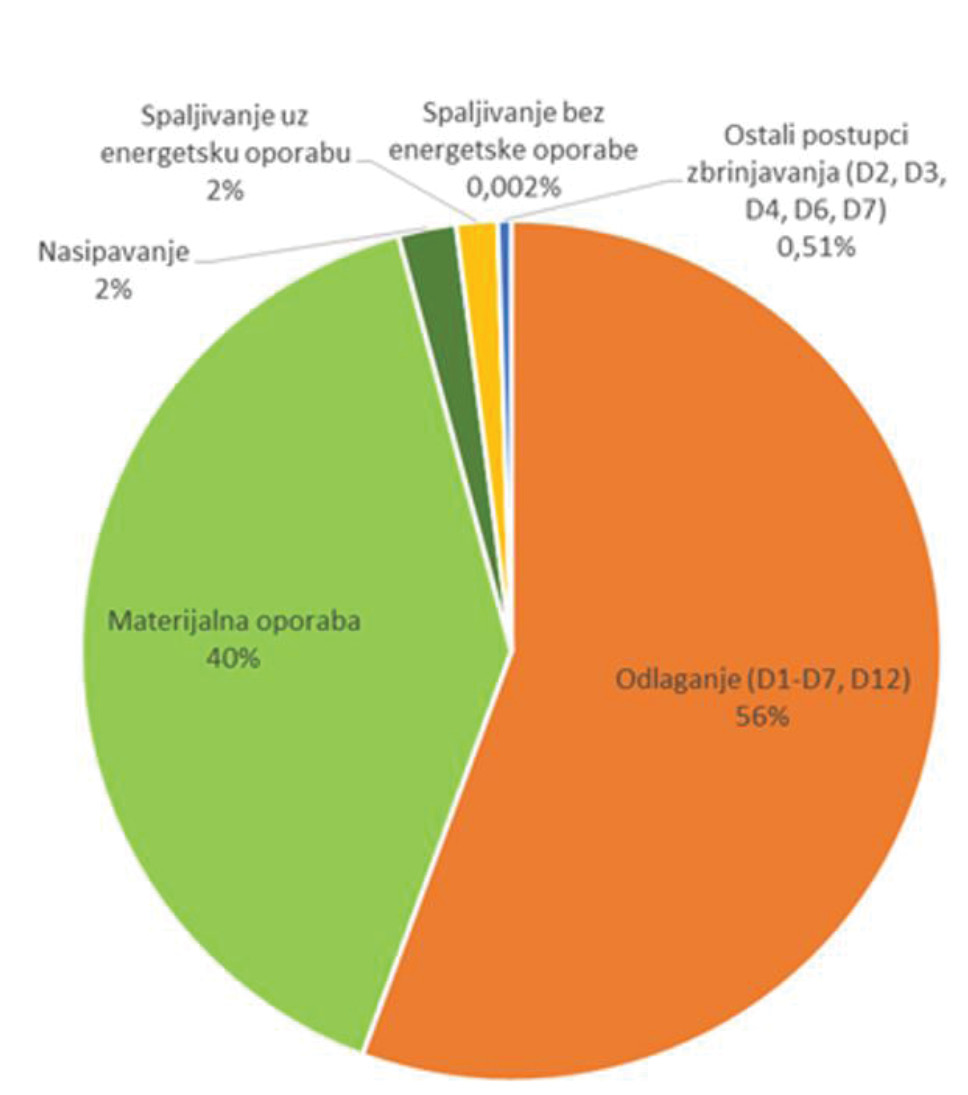 Spaljivanje uz
energetsku oporabu
2%
Spaljivanje bez
energetske oporabe
0,002%
Ostali postupci
zbrinjavanja (D2, D3,
D4, D6, D7)
0,51%
Nasipavanje
2%
Materijalna oporaba
40%
Odlaganje (D1-D7, D12)
56%